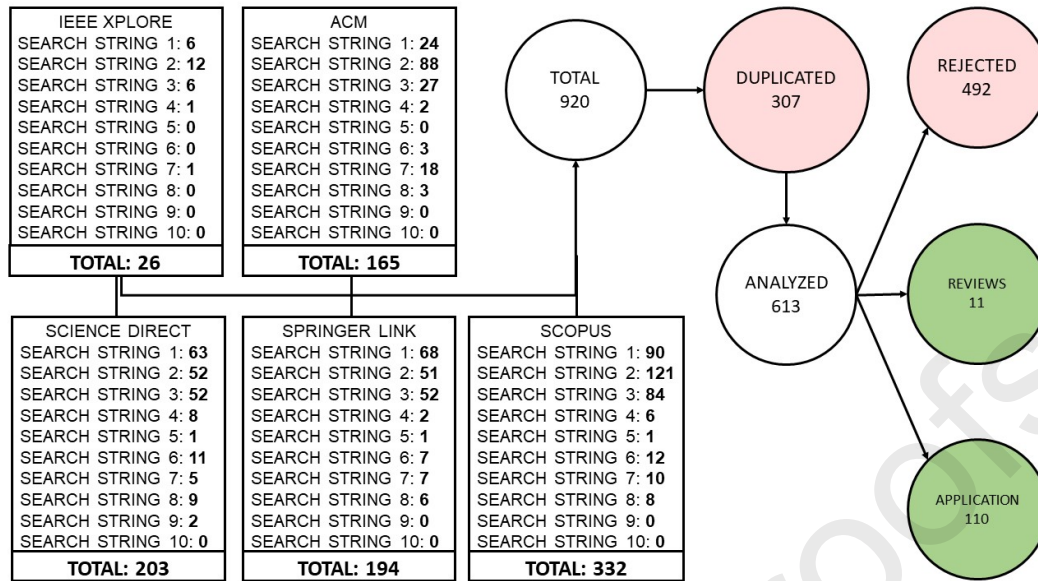 IEEE XPLORE
SEARCH STRING 1: 6
SEARCH STRING 2: 12
SEARCH STRING 3: 6
SEARCH STRING 4: 1
SEARCH STRING 5: 0
SEARCH STRING 6: 0
SEARCH STRING 7: 1
SEARCH STRING 8: 0
SEARCH STRING 9: 0
SEARCH STRING 10: 0
TOTAL: 26
ACM
SEARCH STRING 1: 24
SEARCH STRING 2: 88
SEARCH STRING 3: 27
SEARCH STRING 4: 2
SEARCH STRING 5: 0
SEARCH STRING 6: 3
SEARCH STRING 7: 18
SEARCH STRING 8: 3
SEARCH STRING 9: 0
SEARCH STRING 10: 0
TOTAL: 165
SCIENCE DIRECT
SEARCH STRING 1: 63
SEARCH STRING 2: 52
SEARCH STRING 3: 52
SEARCH STRING 4: 8
SEARCH STRING 5: 1
SEARCH STRING 6: 11
SEARCH STRING 7: 5
SEARCH STRING 8: 9
SEARCH STRING 9: 2
SEARCH STRING 10: 0
TOTAL: 203
SPRINGER LINK
SEARCH STRING 1: 68
SEARCH STRING 2: 51
SEARCH STRING 3: 52
SEARCH STRING 4: 2
SEARCH STRING 5: 1
SEARCH STRING 6: 7
SEARCH STRING 7: 7
SEARCH STRING 8: 6
SEARCH STRING 9: 0
SEARCH STRING 10: 0
TOTAL: 194
SCOPUS
SEARCH STRING 1: 90
SEARCH STRING 2: 121
SEARCH STRING 3: 84
SEARCH STRING 4: 6
SEARCH STRING 5: 1
SEARCH STRING 6: 12
SEARCH STRING 7: 10
SEARCH STRING 8: 8
SEARCH STRING 9: 0
SEARCH STRING 10: 0
TOTAL: 332
TOTAL
920
DUPLICATED
307
REJECTED
492
ANALYZED
613
REVIEWS
11
APPLICATION
110